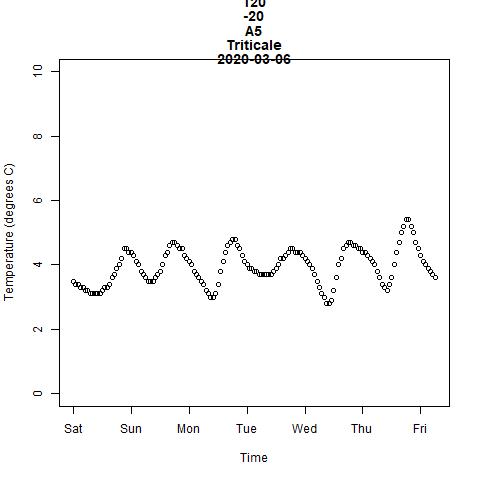 120
-20
A5
Triticale
2020-03-06
10
8
6
4
2
0
Temperature (degrees C)
Sat Sun Mon Tue Wed Thu Fri
Time